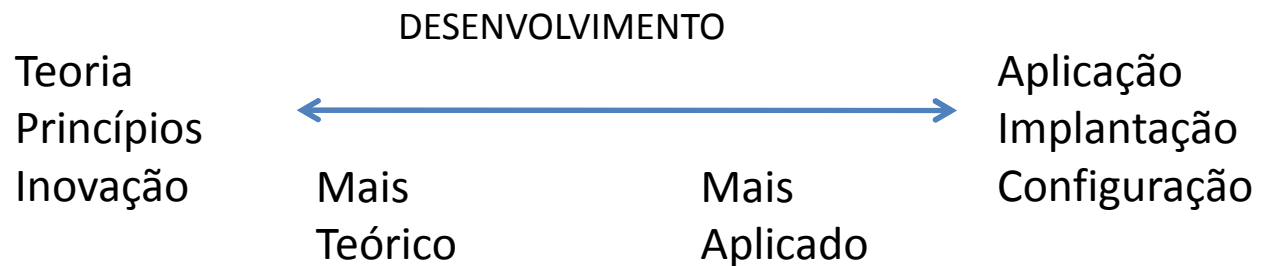 DESENVOLVIMENTO
Teoria
Princípios
Inovação
Mais
Teórico
Mais
Aplicado
Aplicação
Implantação
Configuração